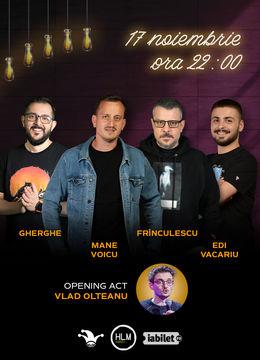 17 noiembrie
ora 22:00
GHERGHE
MANE
VOICU
FRÎNCULESCU
EDI
VACARIU
OPENING ACT
VLAD OLTEANU
HLM
iabilet